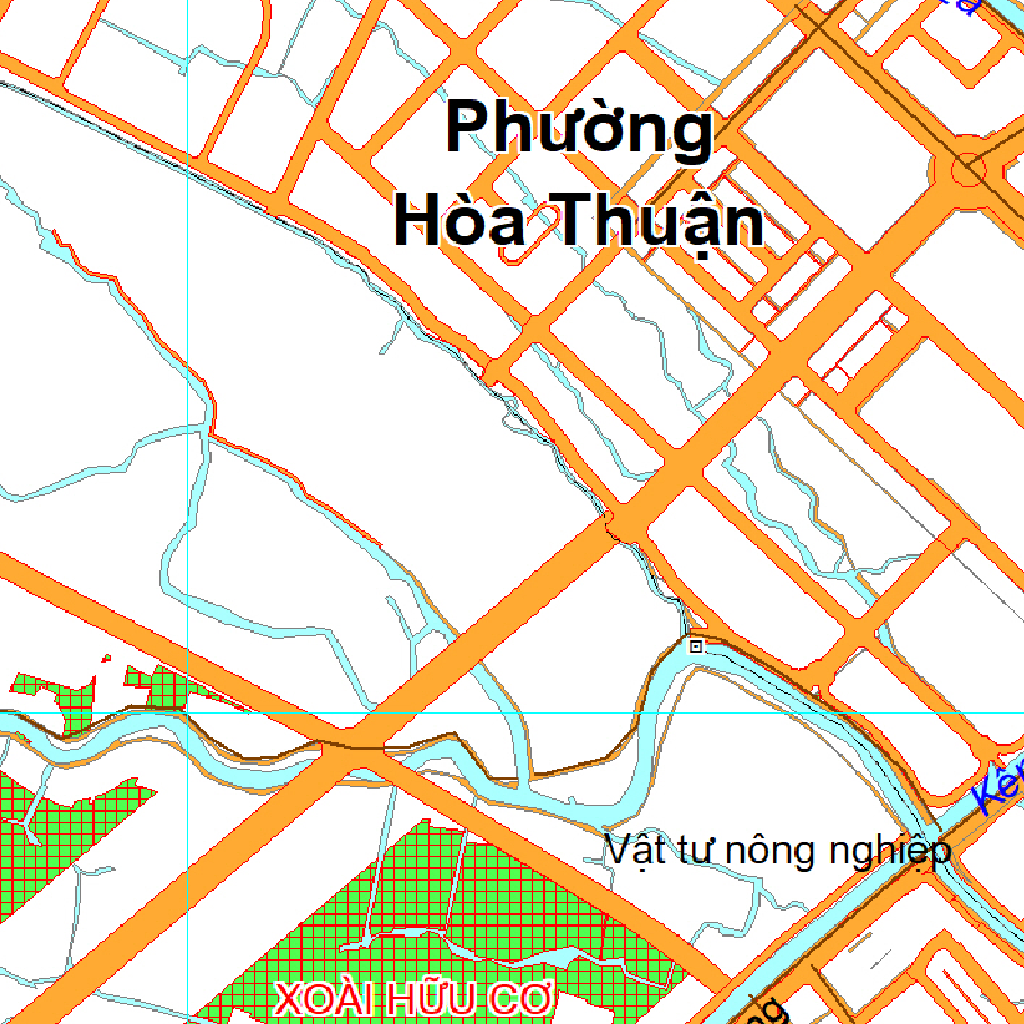 Phường
Hòa Thuận
Vật tư nông nghiệp
XOÀI HỮU CƠ